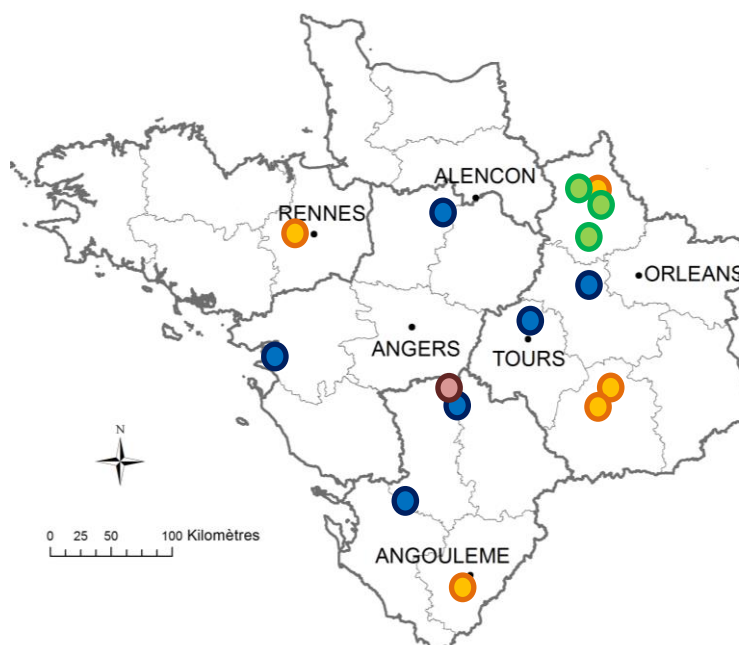 ALENCON
RENNES
ORLEANS
ANGERS
TOURS
N
0 25 50 100 Kilomètres
ANGOULEME